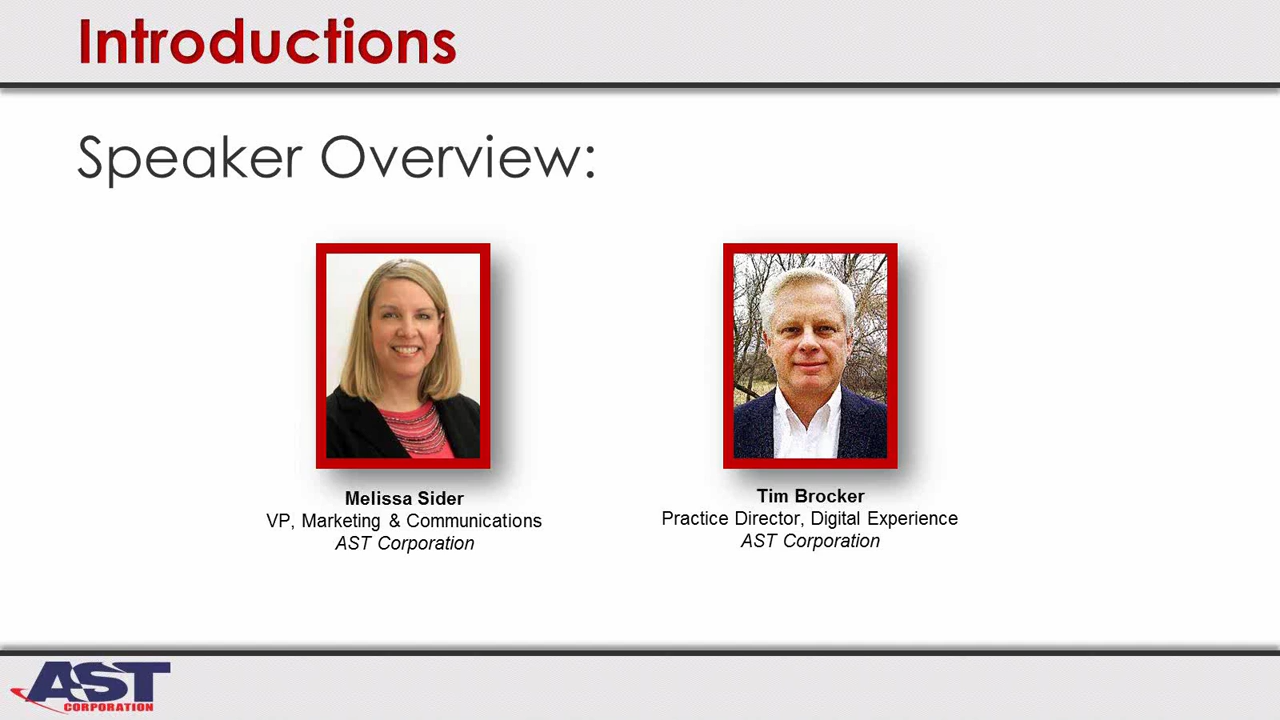 Introductions
Speaker Overview:
Melissa Sider
VP, Marketing & Communications
AST Corporation
Tim Brocker
Practice Director, Digital Experience
AST Corporation
AST
CORPORATION